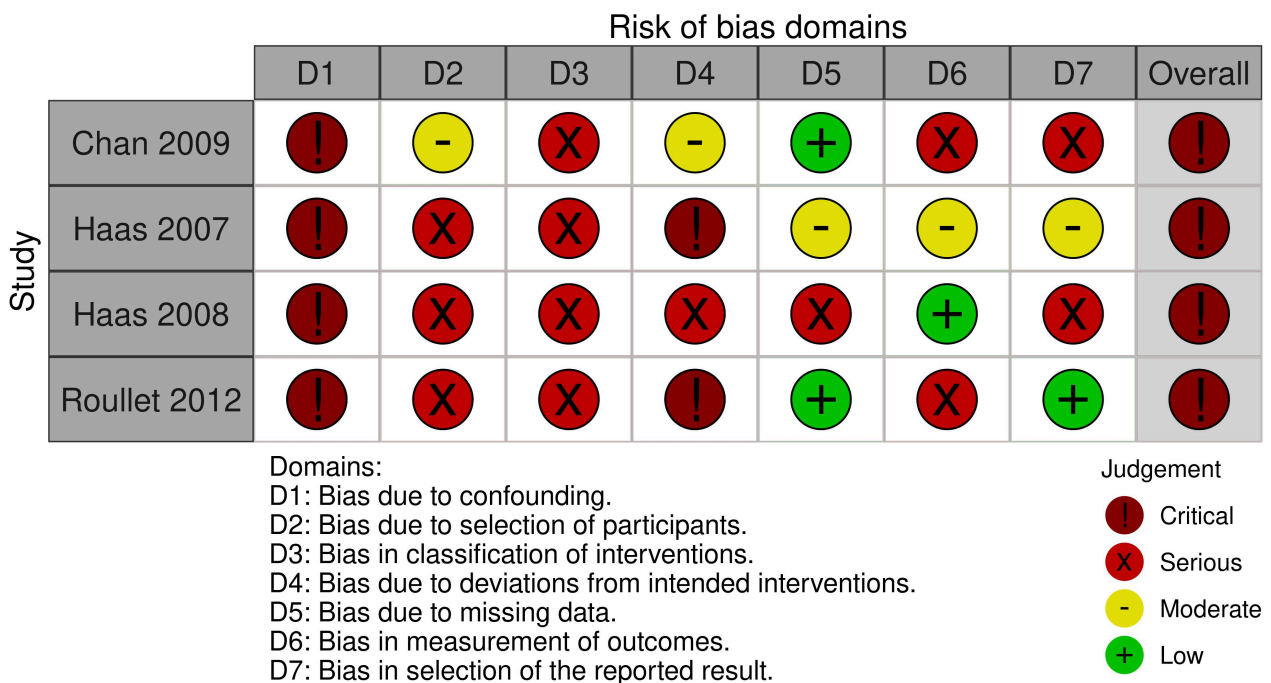 Risk of bias domains
D1 D2 D3 D4 D5 D6 D7 Overall
Study
Chan 2009 ! - X - + X X !
Haas 2007 ! X X ! - - - !
Haas 2008 ! X X X X + X !
Roullet 2012 ! X X ! + X + !
Domains:
D1: Bias due to confounding.
D2: Bias due to selection of participants.
D3: Bias in classification of interventions.
D4: Bias due to deviations from intended interventions.
D5: Bias due to missing data.
D6: Bias in measurement of outcomes.
D7: Bias in selection of the reported result.
Judgement
! Critical
X Serious
- Moderate
+ Low